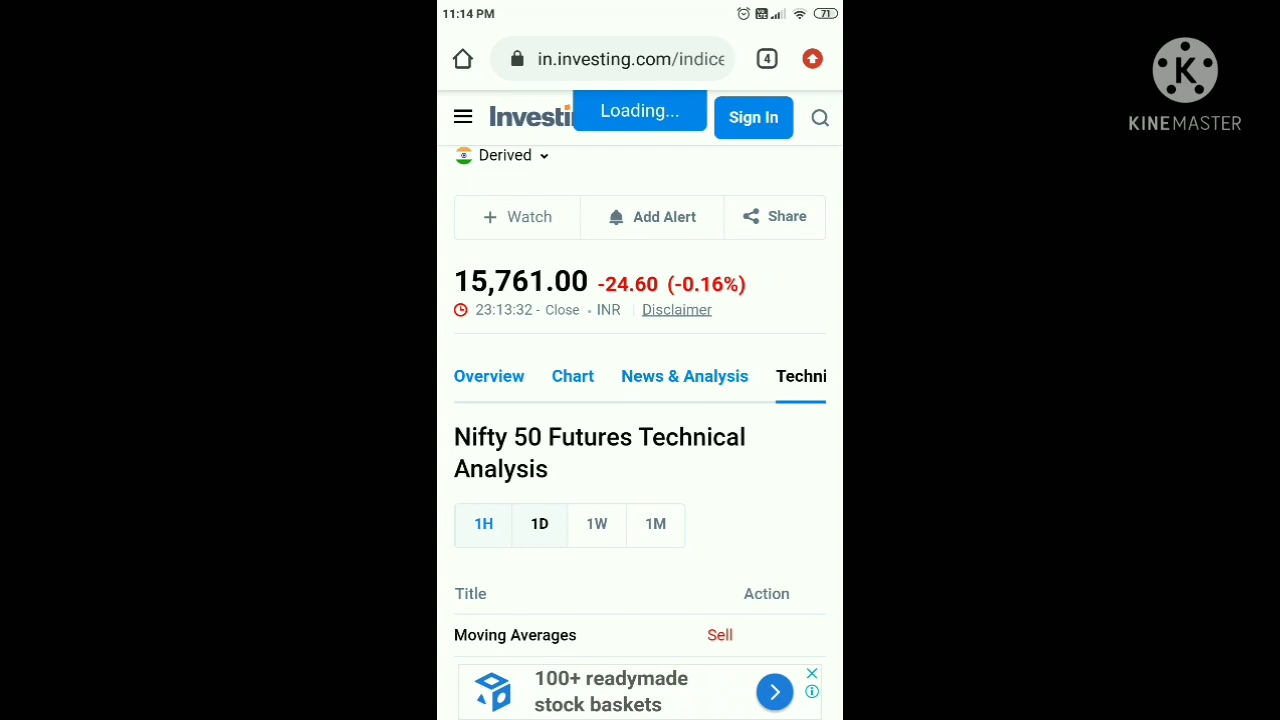 11:14 PM
71
in.investing.com/indice
4
Investi
Loading...
Sign In
Derived
+ Watch
Add Alert
Share
15,761.00 -24.60 (-0.16%)
23:13:32 - Close • INR Disclaimer
Overview Chart News & Analysis Techni
Nifty 50 Futures Technical
Analysis
1H 1D 1W 1M
Title Action
Moving Averages Sell
100+ readymade
stock baskets
K
KINEMASTER